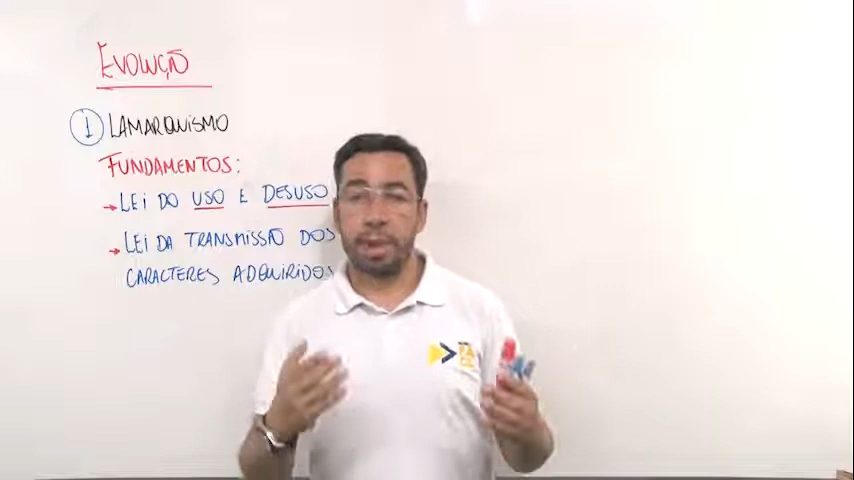 EVOLUÇÃO
1 LAMARQUISMO
FUNDAMENTOS:
→ LEI DO USO E DESUSO
→ LEI DA TRANSMISSÃO DOS
CARACTERES ADQUIRIDOS